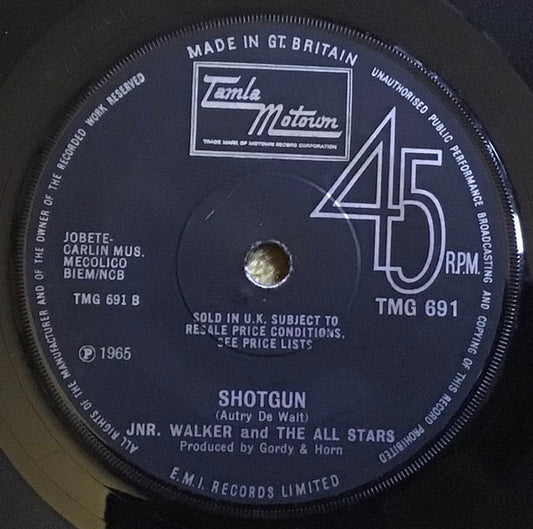 MADE IN GT. BRITAIN
UNAUTHORISED PUBLIC PERFORMANCE BROADCASTING AND COPYING OF THIS RECORD PROHIBITED
ALL RIGHTS OF THE MANUFACTURER AND OF THE OWNER OF THE RECORDED WORK RESERVED
Tamla
Motown
TRADE MARK OF MOTOWN RECORD CORPORATION
45
R.P.M.
TMG 691
JOBETE-
CARLIN MUS.
MECOLICO
BIEM/NCB
TMG 691 B
SOLD IN U.K. SUBJECT TO
RESALE PRICE CONDITIONS,
SEE PRICE LISTS
Ⓟ 1965
SHOTGUN
(Autry De Walt)
JNR. WALKER and THE ALL STARS
Produced by Gordy & Horn
E.M.I. RECORDS LIMITED